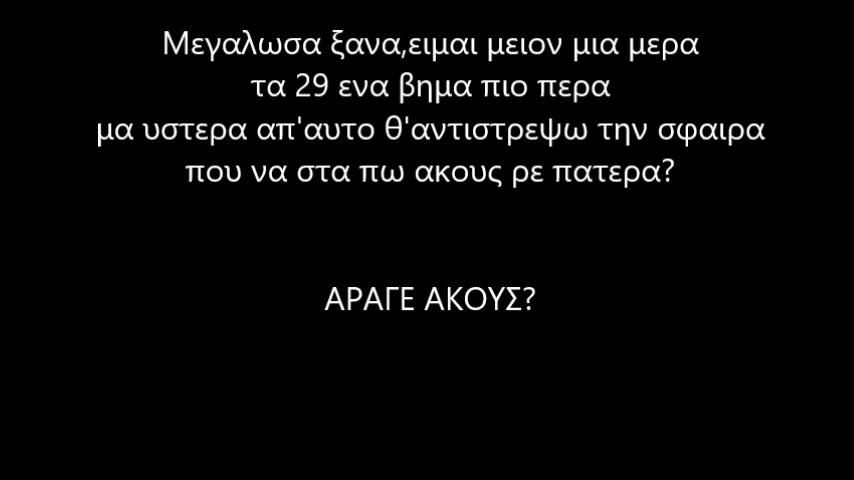 Μεγαλωσα ξανα,ειμαι μειον μια μερα
τα 29 ενα βημα πιο περα
μα υστερα απ'αυτο θ'αντιστρεψω την σφαιρα
που να στα πω ακους ρε πατερα?
ΑΡΑΓΕ ΑΚΟΥΣ?